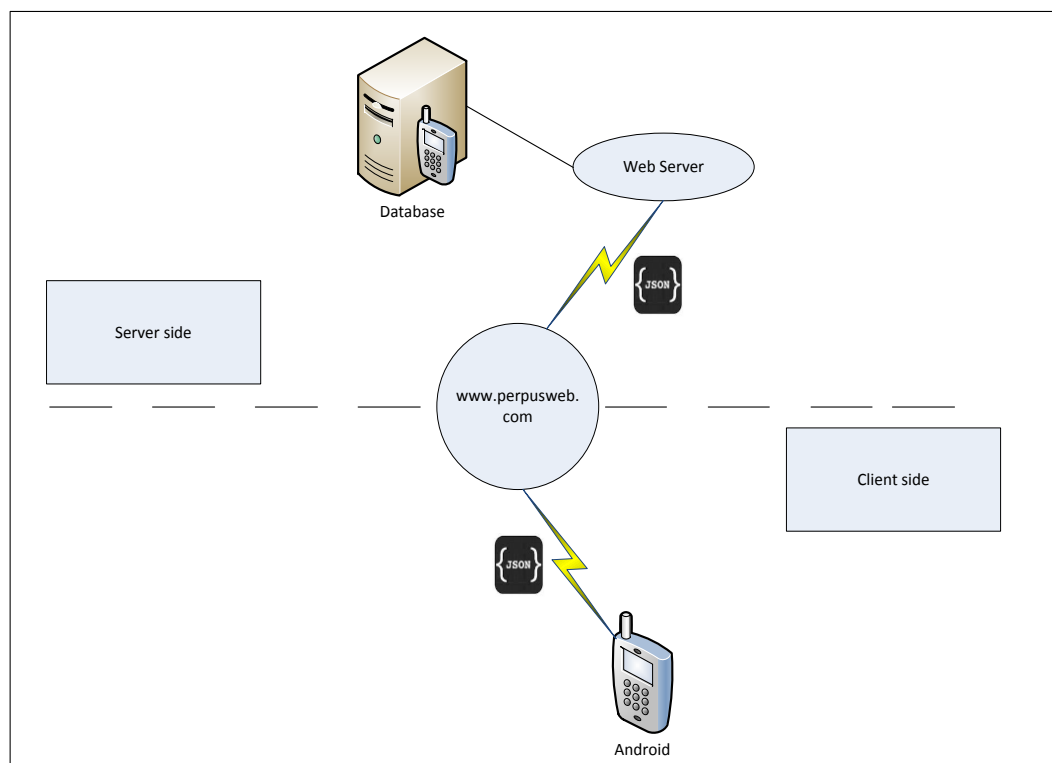 Database
Web Server
{JSON}
Server side
www.perpusweb.
com
Client side
{JSON}
Android